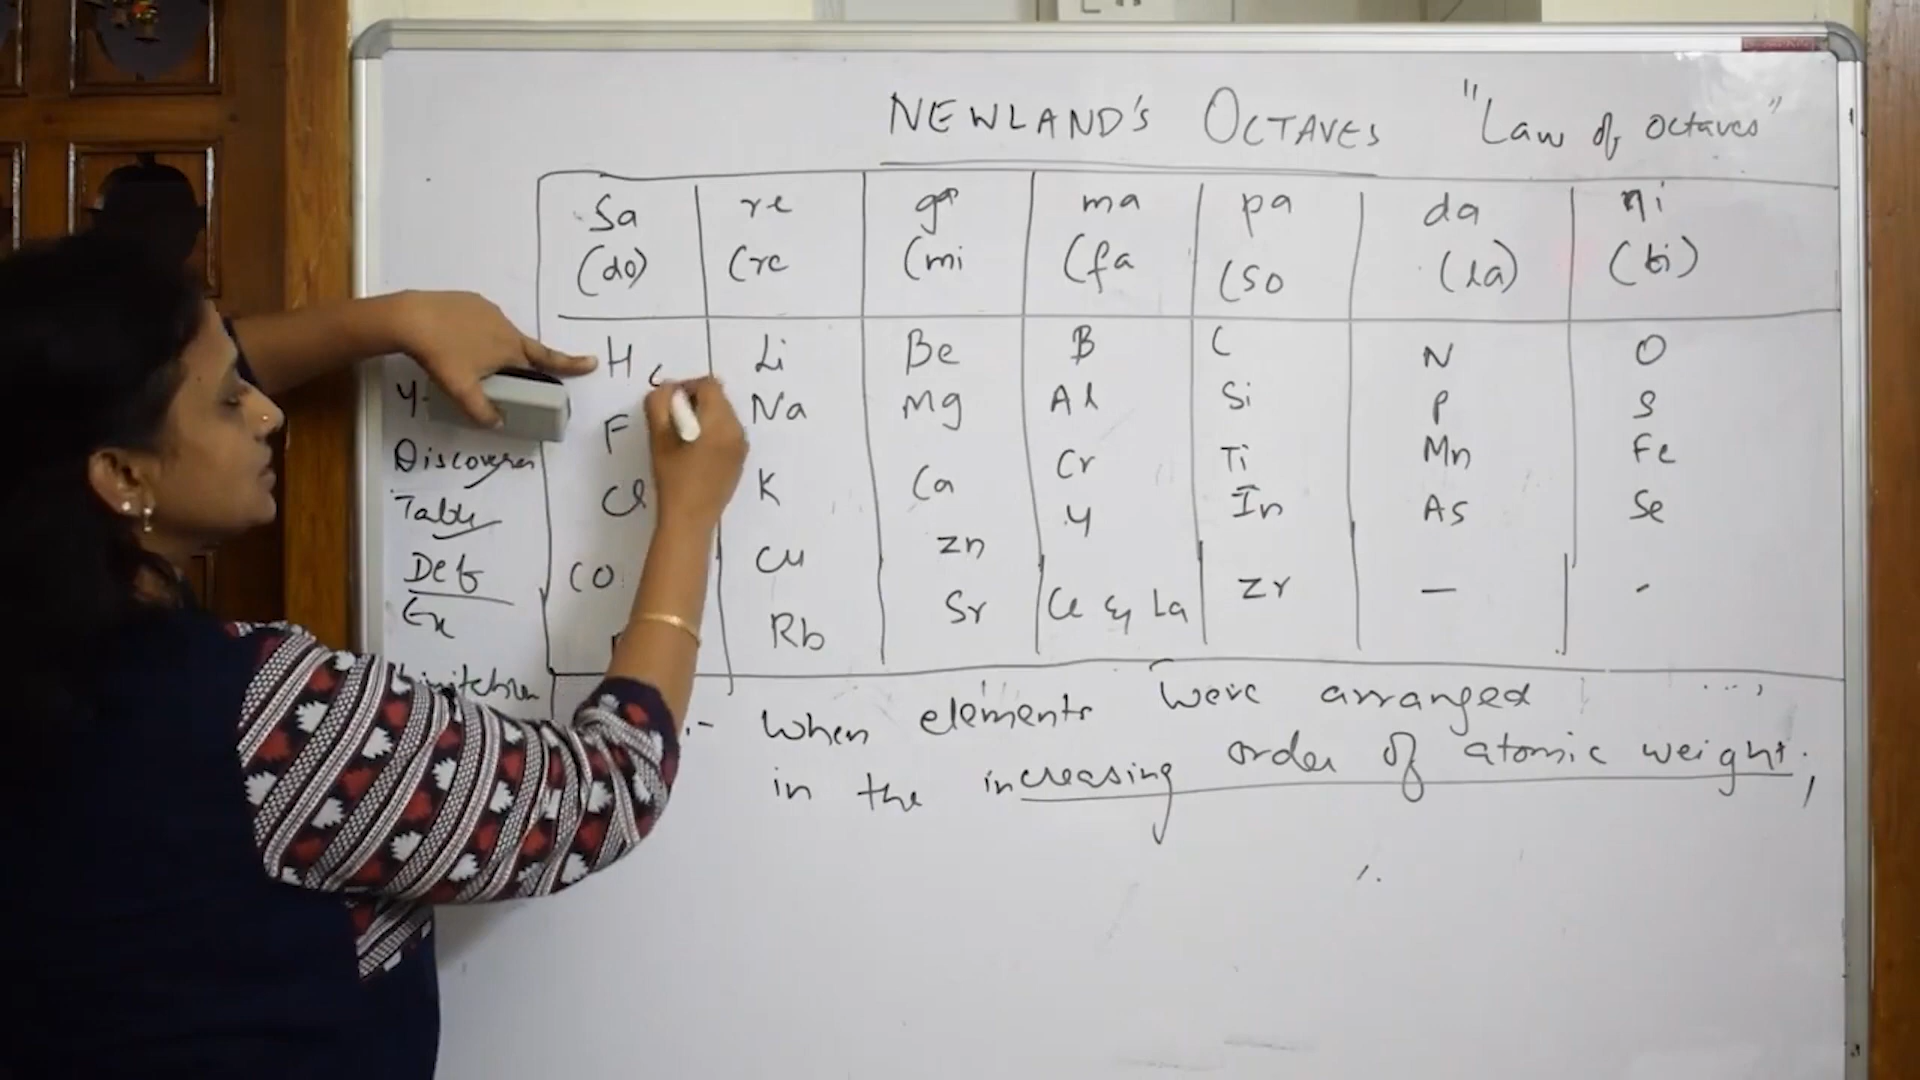 NEWLAND'S OCTAVES "Law of octaves"
Sa re ga ma pa da ni
(do) (re (mi (fa (so (la) (ti)
H Li Be B C N O
F Na Mg Al Si P S
Cl K Ca Cr Ti Mn Fe
Co Cu Zn Y In As Se
Rb Sr Ce & La Zr — -
Y-
Discoverer
Table
Def
Ex
When elements were arranged
in the increasing order of atomic weight,